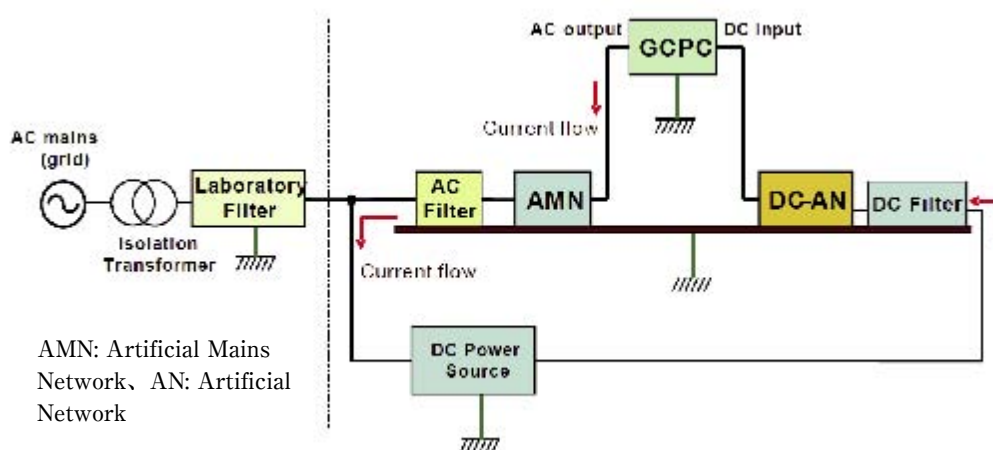 AC output
GCPC
DC Input
Current flow
AC mains
(grid)
Laboratory
Filter
Isolation
Transformer
AC
Filter
AMN
DC-AN
DC Filter
Current flow
DC Power
Source
AMN: Artificial Mains
Network、AN: Artificial
Network